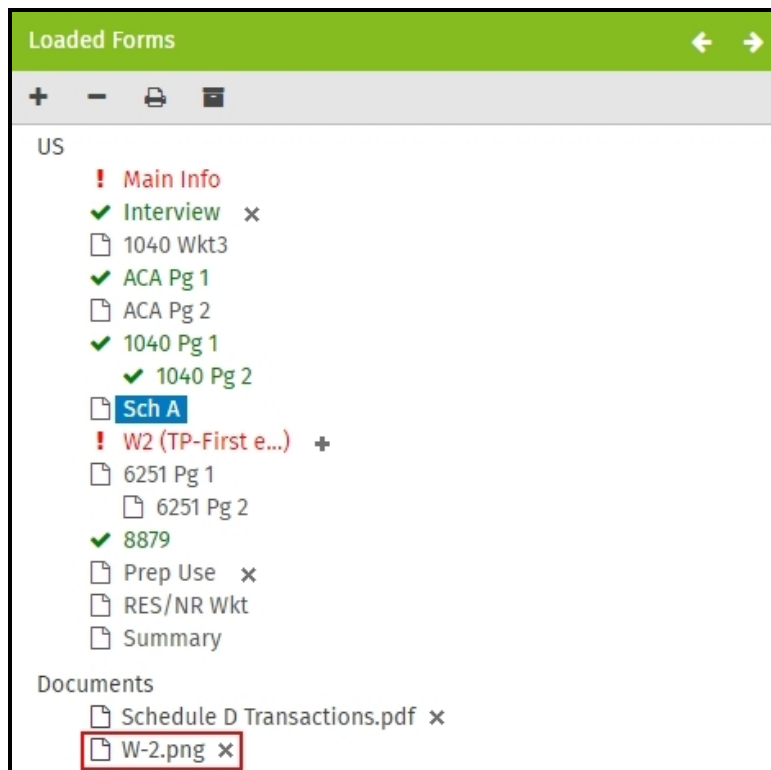 Loaded Forms
US
Main Info
Interview
1040 Wkt3
ACA Pg 1
ACA Pg 2
1040 Pg 1
1040 Pg 2
Sch A
W2 (TP-First e...)
6251 Pg 1
6251 Pg 2
8879
Prep Use
RES/NR Wkt
Summary
Documents
Schedule D Transactions.pdf
W-2.png